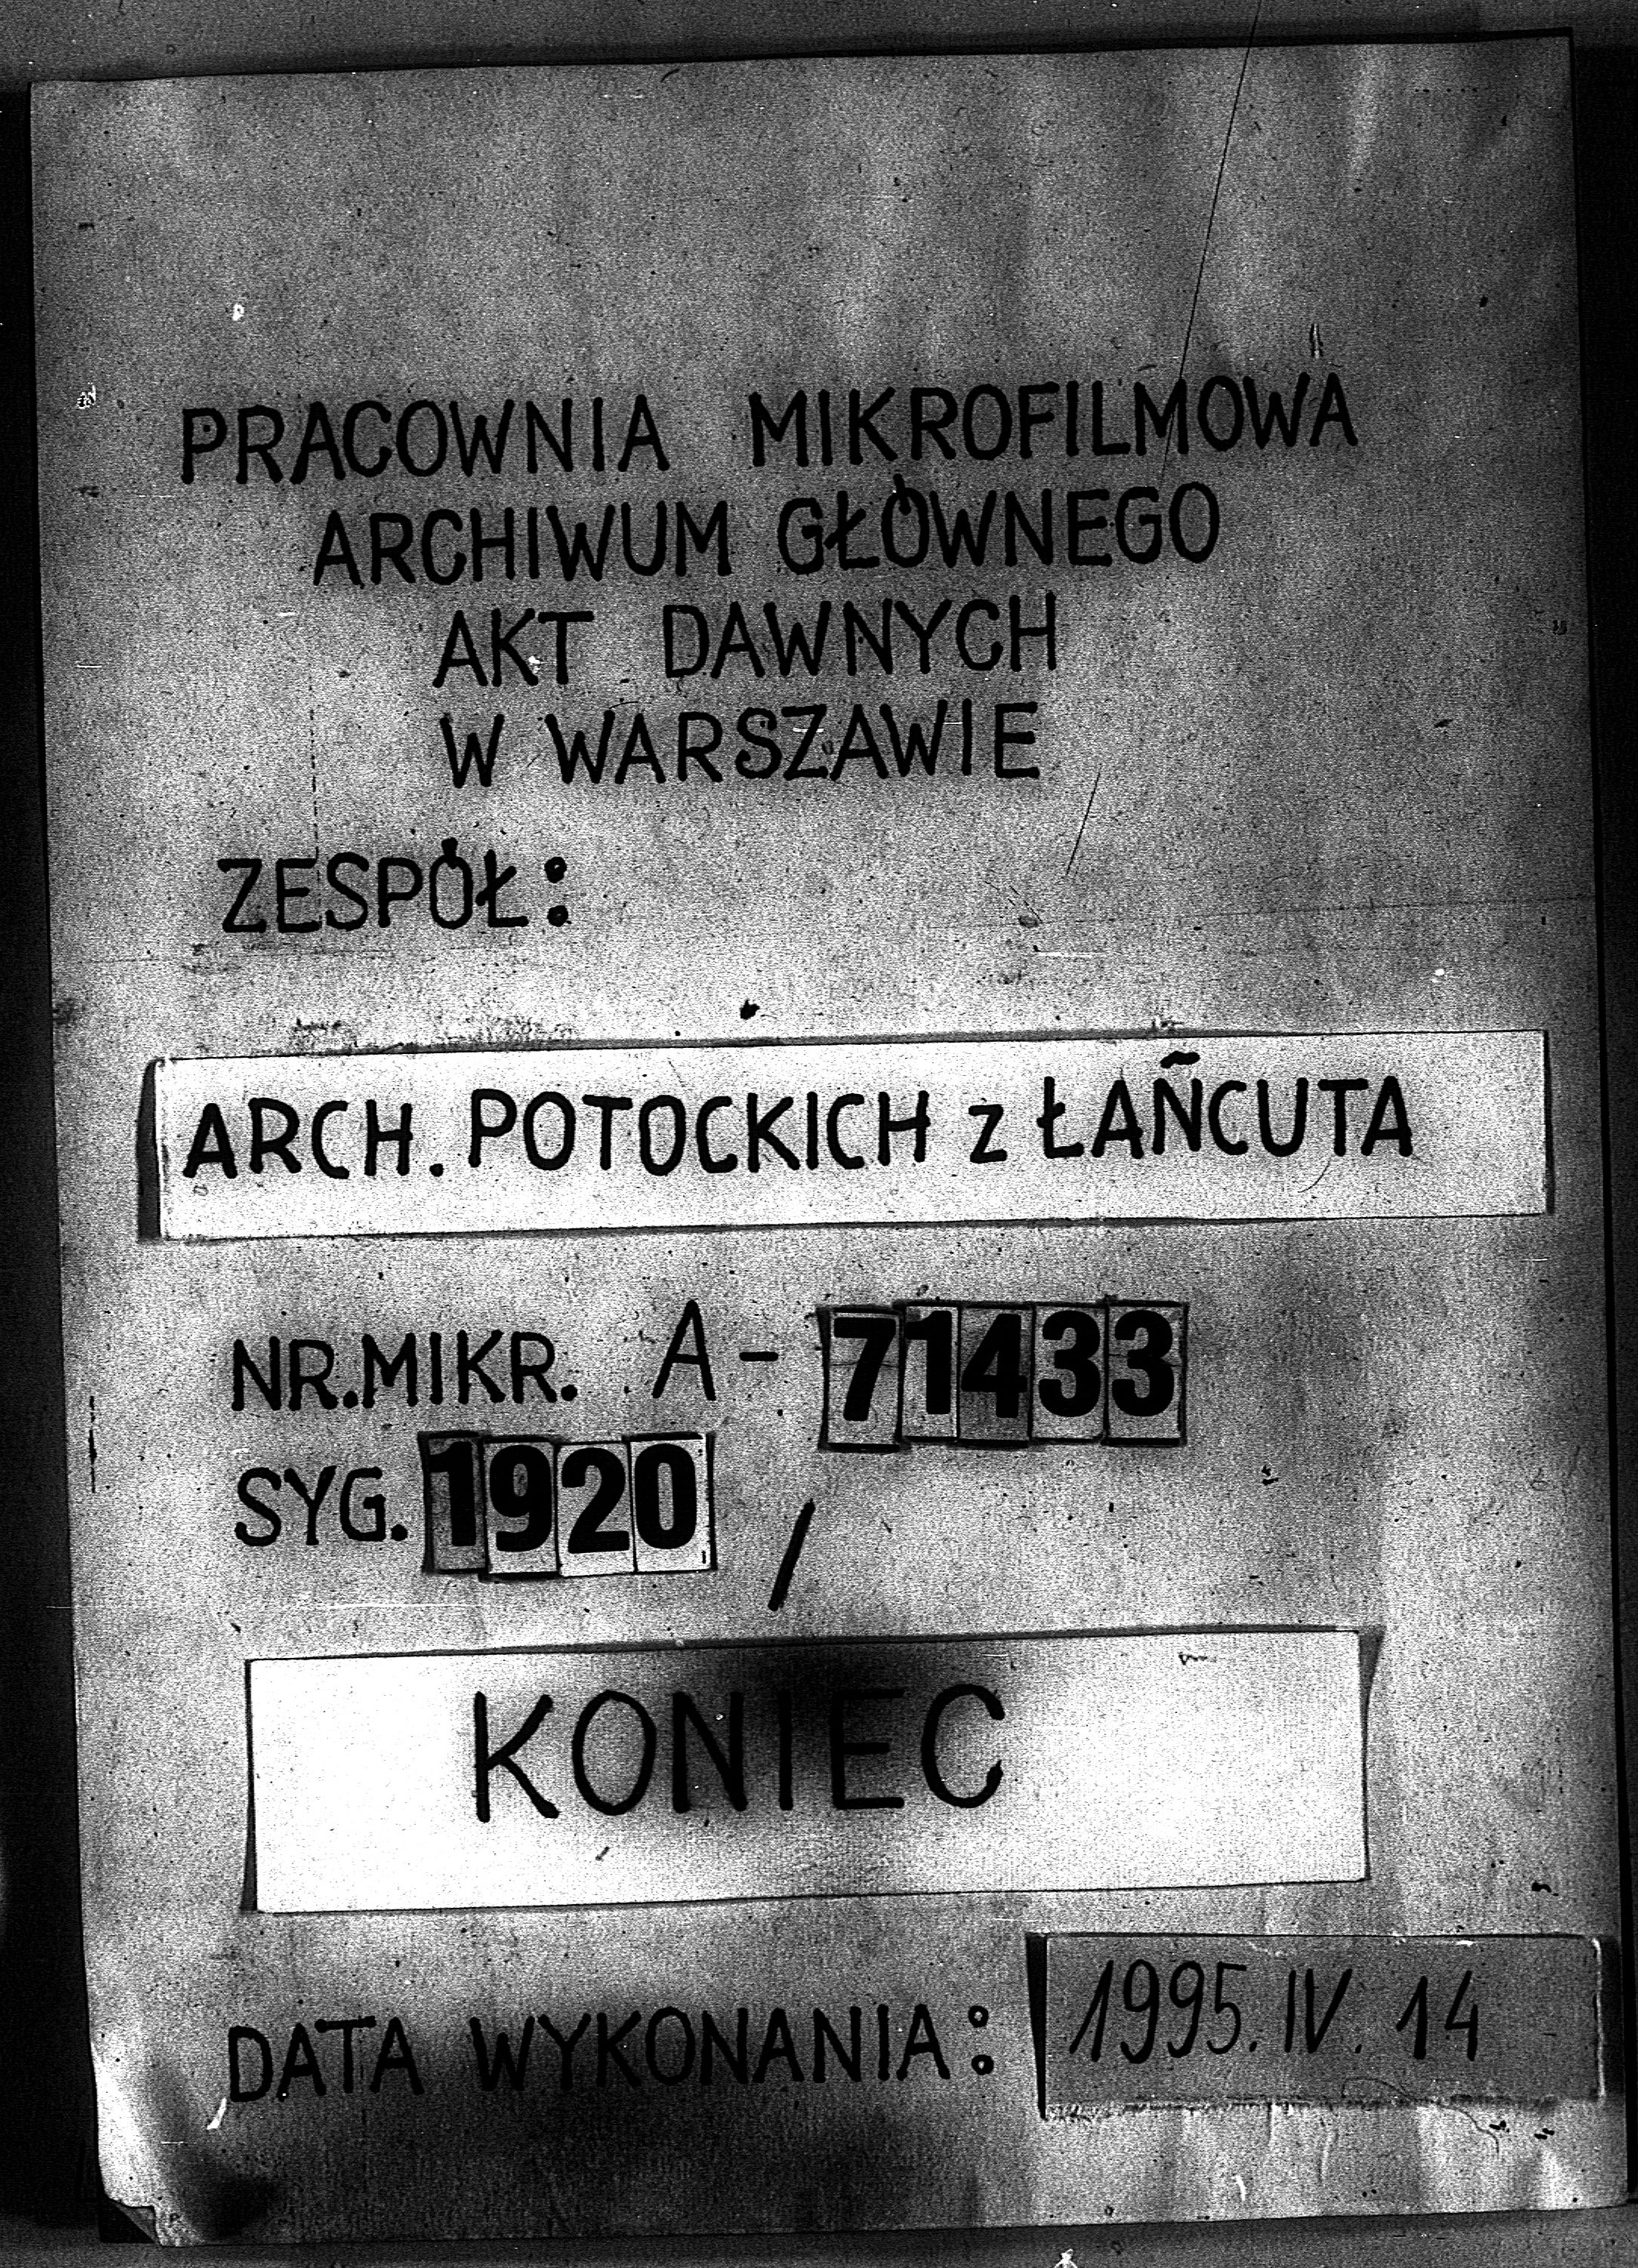 PRACOWNIA MIKROFILMOWA
ARCHIWUM GŁÓWNEGO
AKT DAWNYCH
W WARSZAWIE
ZESPÓŁ:
ARCH. POTOCKICH z ŁAŃCUTA
NR.MIKR. A-71433
SYG. 1920 /
KONIEC
DATA WYKONANIA: 1995. IV. 14